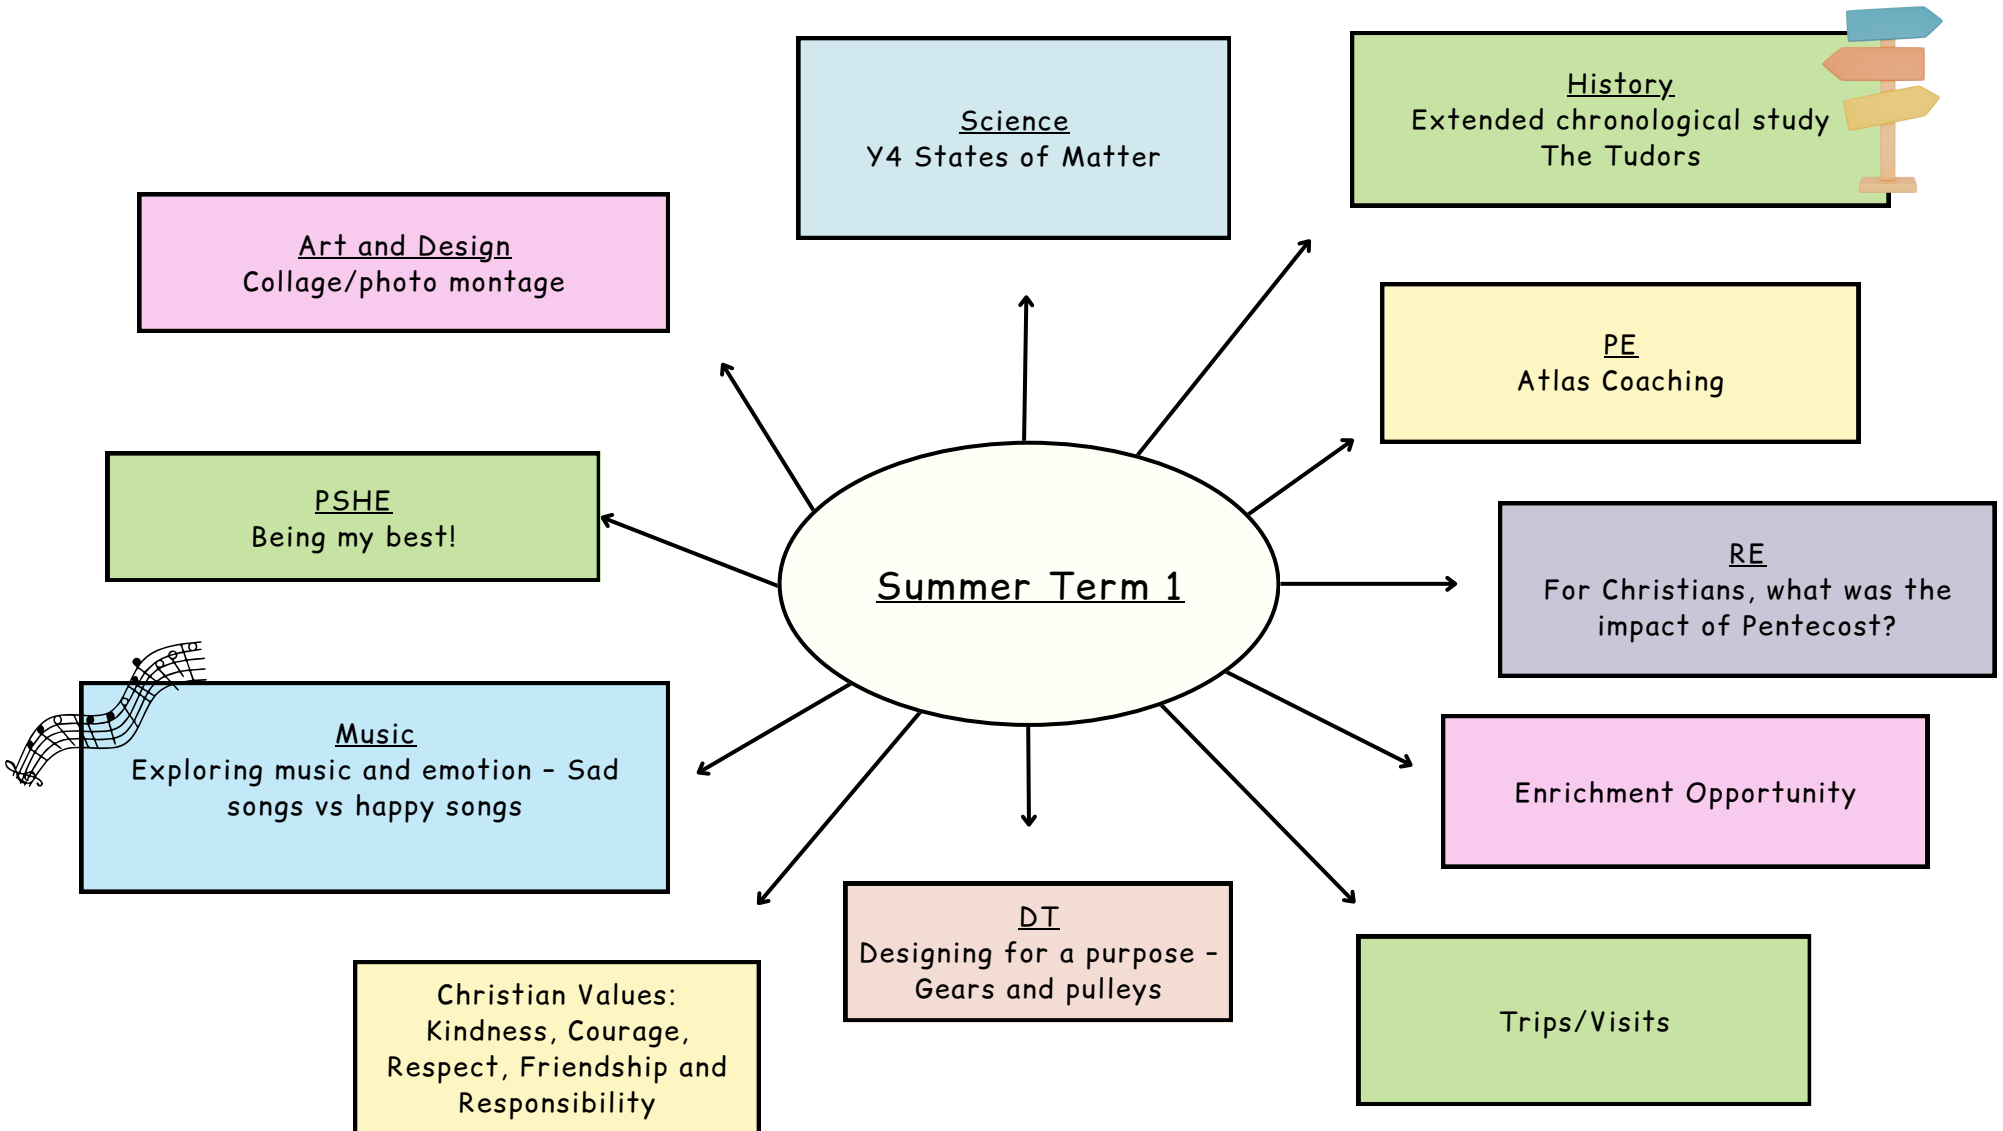 Science
Y4 States of Matter
History
Extended chronological study
The Tudors
Art and Design
Collage/photo montage
PE
Atlas Coaching
PSHE
Being my best!
Summer Term 1
RE
For Christians, what was the
impact of Pentecost?
Music
Exploring music and emotion – Sad
songs vs happy songs
Enrichment Opportunity
DT
Designing for a purpose –
Gears and pulleys
Christian Values:
Kindness, Courage,
Respect, Friendship and
Responsibility
Trips/Visits